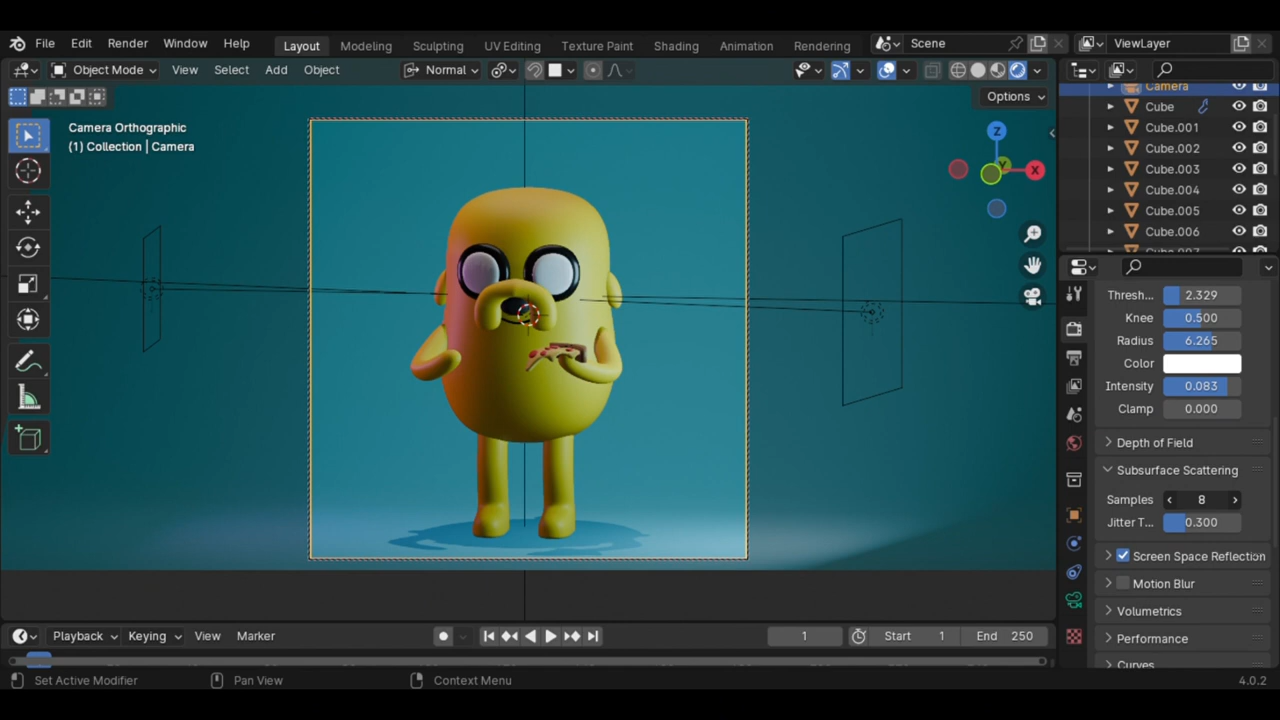 File Edit Render Window Help Layout Modeling Sculpting UV Editing Texture Paint Shading Animation Rendering Scene ViewLayer
Object Mode View Select Add Object Normal
Options
Camera Orthographic
(1) Collection | Camera
Z
Y
X
Camera
Cube
Cube.001
Cube.002
Cube.003
Cube.004
Cube.005
Cube.006
Thresh... 2.329
Knee 0.500
Radius 6.265
Color
Intensity 0.083
Clamp 0.000
Depth of Field
Subsurface Scattering
Samples 8
Jitter T... 0.300
Screen Space Reflection
Motion Blur
Volumetrics
Performance
Curves
Playback Keying View Marker 1 Start 1 End 250
Set Active Modifier Pan View Context Menu 4.0.2